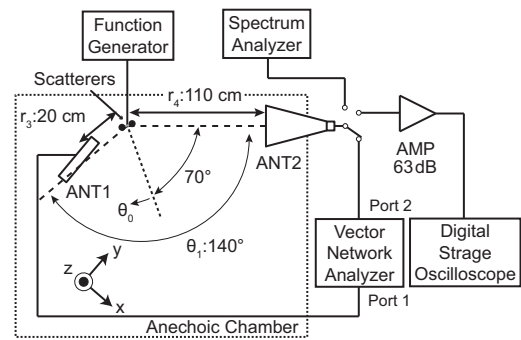 Function
Generator
Spectrum
Analyzer
Scatterers
r3:20 cm
r4:110 cm
ANT1
ANT2
AMP
63dB
70°
θ0
θ1:140°
Port 2
Vector
Network
Analyzer
Digital
Strage
Oscilloscope
Port 1
y
z
x
Anechoic Chamber